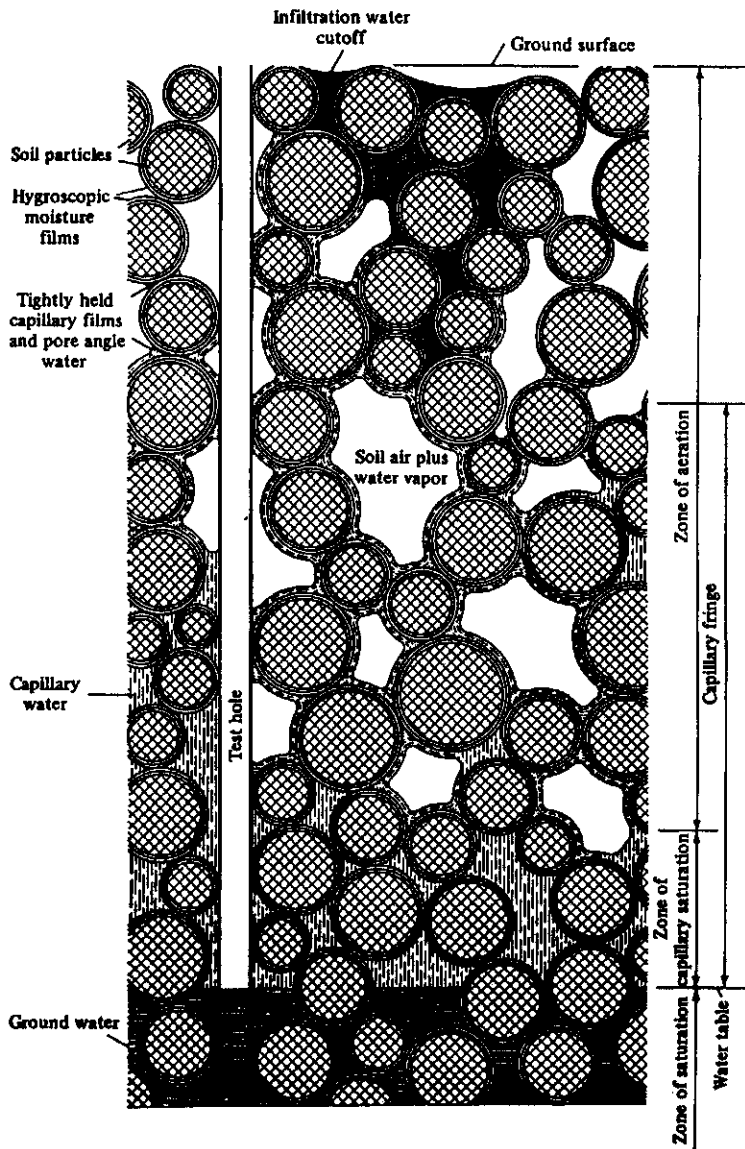 Infiltration water
cutoff
Ground surface
Soil particles
Hygroscopic
moisture
films
Tightly held
capillary films
and pore angle
water
Soil air plus
water vapor
Zone of aeration
Capillary fringe
Capillary
water
Test hole
Zone of
capillary saturation
Ground water
Zone of saturation
Water table